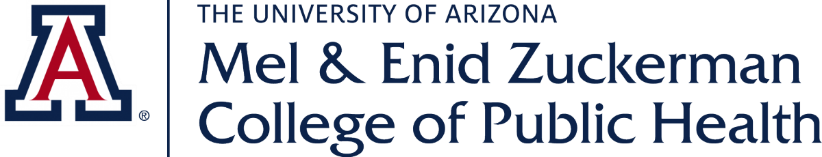 A®
THE UNIVERSITY OF ARIZONA
Mel & Enid Zuckerman
College of Public Health